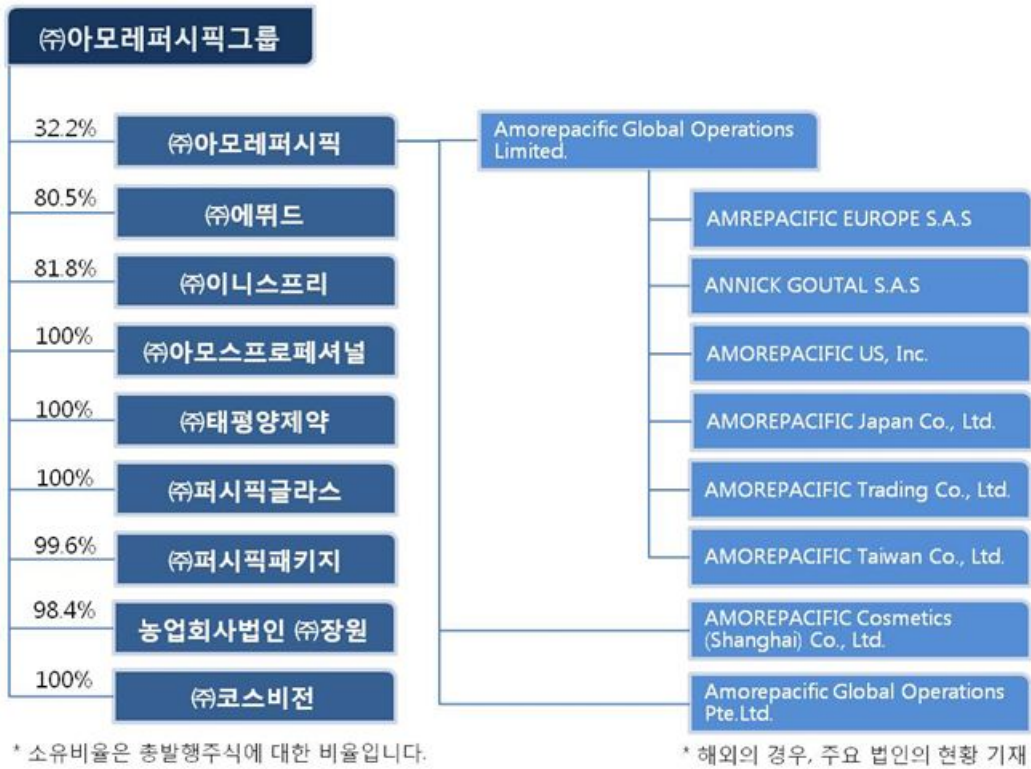 ㈜아모레퍼시픽그룹
32.2%
㈜아모레퍼시픽
80.5%
㈜에뛰드
81.8%
㈜이니스프리
100%
㈜아모스프로페셔널
100%
㈜태평양제약
100%
㈜퍼시픽글라스
99.6%
㈜퍼시픽패키지
98.4%
농업회사법인 ㈜장원
100%
㈜코스비전
Amorepacific Global Operations
Limited.
AMREPACIFIC EUROPE S.A.S
ANNICK GOUTAL S.A.S
AMOREPACIFIC US, Inc.
AMOREPACIFIC Japan Co., Ltd.
AMOREPACIFIC Trading Co., Ltd.
AMOREPACIFIC Taiwan Co., Ltd.
AMOREPACIFIC Cosmetics
(Shanghai) Co., Ltd.
Amorepacific Global Operations
Pte.Ltd.
* 소유비율은 총발행주식에 대한 비율입니다.
* 해외의 경우, 주요 법인의 현황 기재